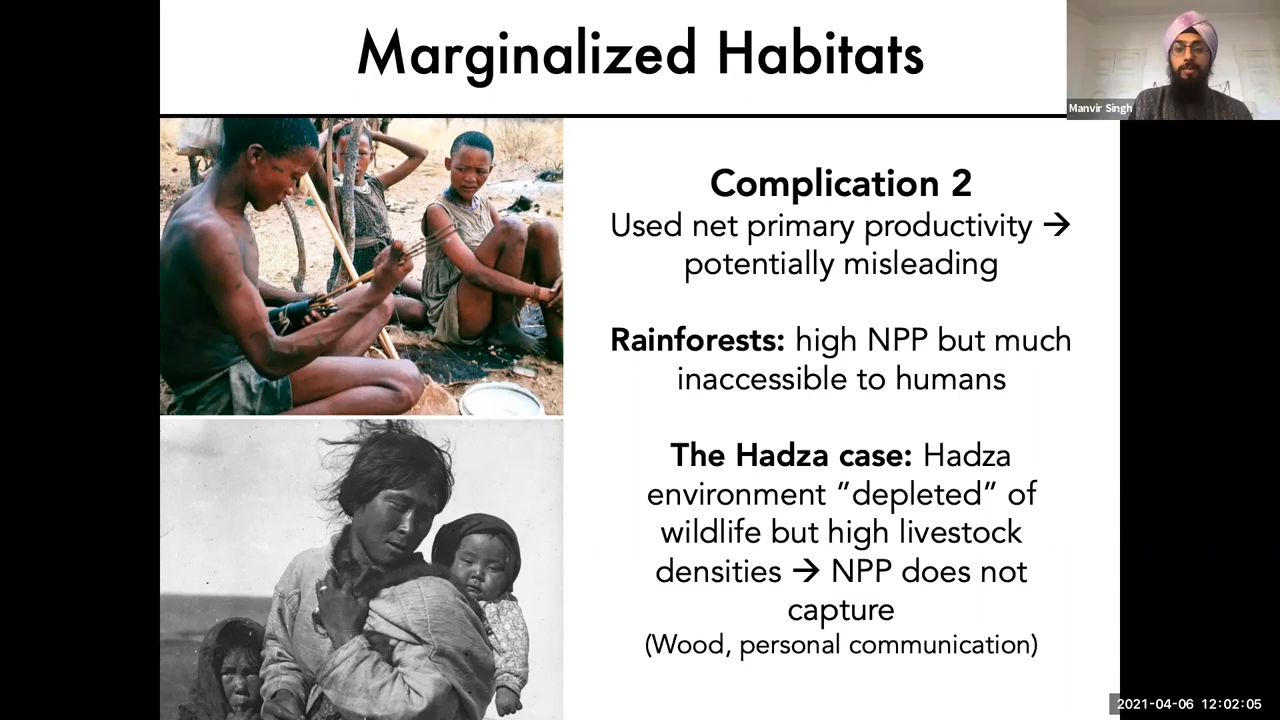 Marginalized Habitats
Manvir Singh
Complication 2
Used net primary productivity →
potentially misleading
Rainforests: high NPP but much
inaccessible to humans
The Hadza case: Hadza
environment ”depleted” of
wildlife but high livestock
densities → NPP does not
capture
(Wood, personal communication)
2021-04-06 12:02:05